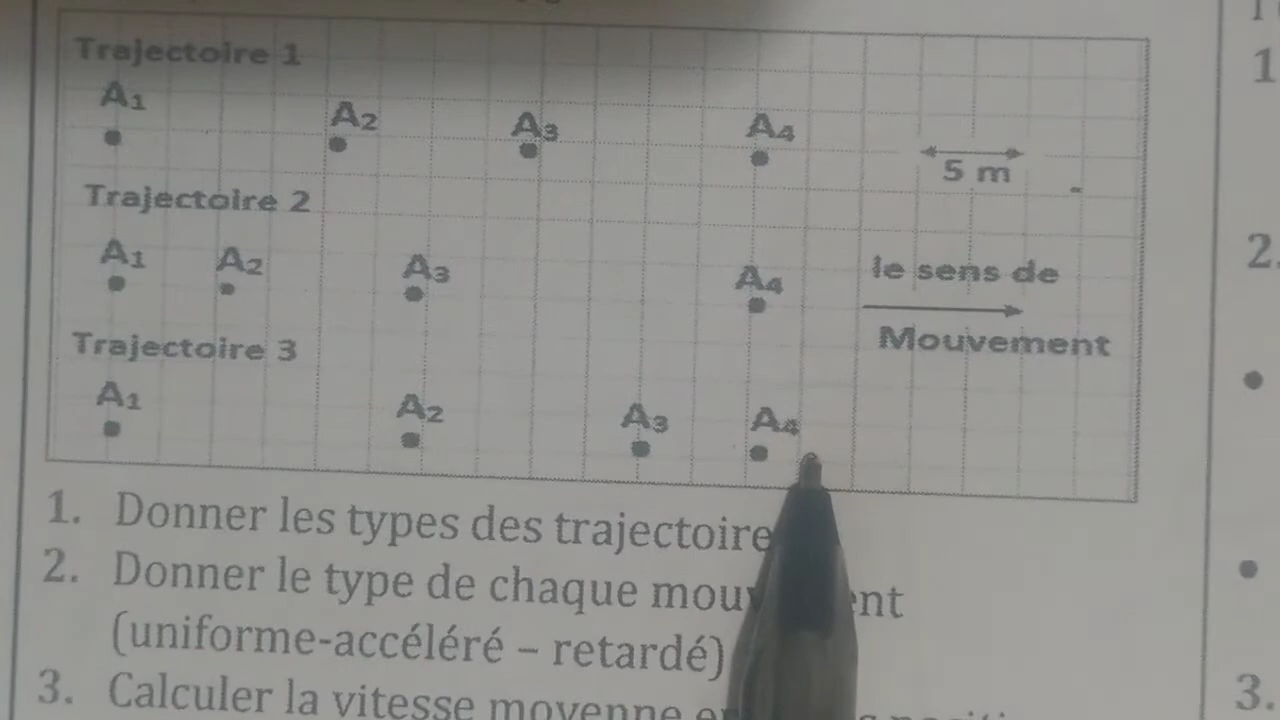 Trajectoire 1
A₁ A₂ A₃ A₄
5 m
Trajectoire 2
A₁ A₂ A₃ A₄
le sens de
Mouvement
Trajectoire 3
A₁ A₂ A₃ A₄
1. Donner les types des trajectoire
2. Donner le type de chaque
(uniforme-accéléré – retardé)
3. Calculer la vitesse moyenne
1
2.
3.